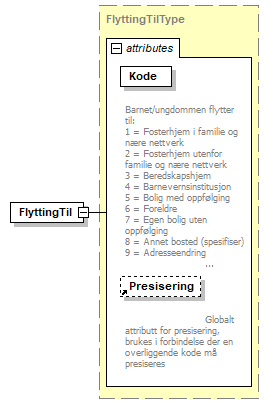 FlyttingTilType
attributes
Kode
Barnet/ungdommen flytter
til:
1 = Fosterhjem i familie og
nære nettverk
2 = Fosterhjem utenfor
familie og nære nettverk
3 = Beredskapshjem
4 = Barnevernsinstitusjon
5 = Bolig med oppfølging
6 = Foreldre
7 = Egen bolig uten
oppfølging
8 = Annet bosted (spesifiser)
9 = Adresseendring
...
FlyttingTil
Presisering
Globalt
attributt for presisering,
brukes i forbindelse der en
overliggende kode må
presiseres